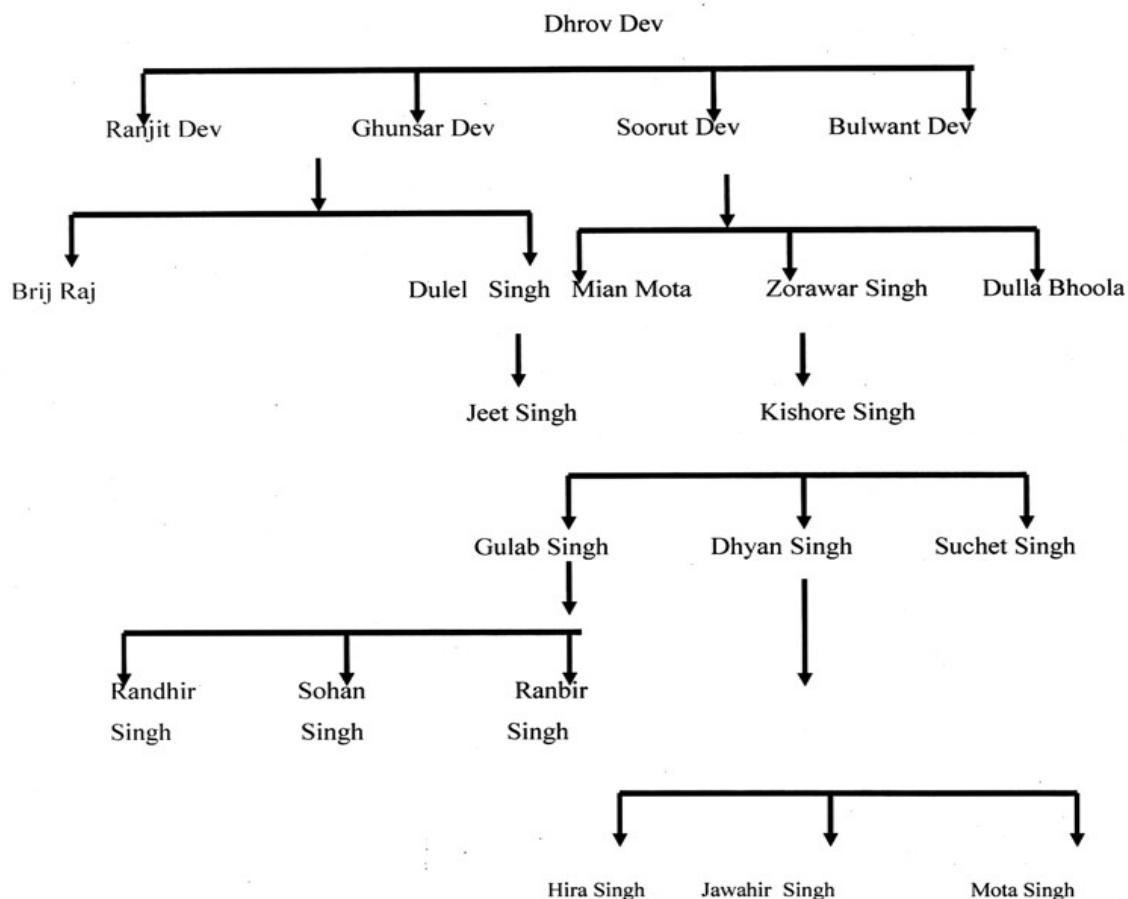 Dhrov Dev
Ranjit Dev Ghunsar Dev Soorut Dev Bulwant Dev
Brij Raj Dulel Singh Mian Mota Zorawar Singh Dulla Bhoola
Jeet Singh Kishore Singh
Gulab Singh Dhyan Singh Suchet Singh
Randhir Sohan Ranbir
Singh Singh Singh
Hira Singh Jawahir Singh Mota Singh